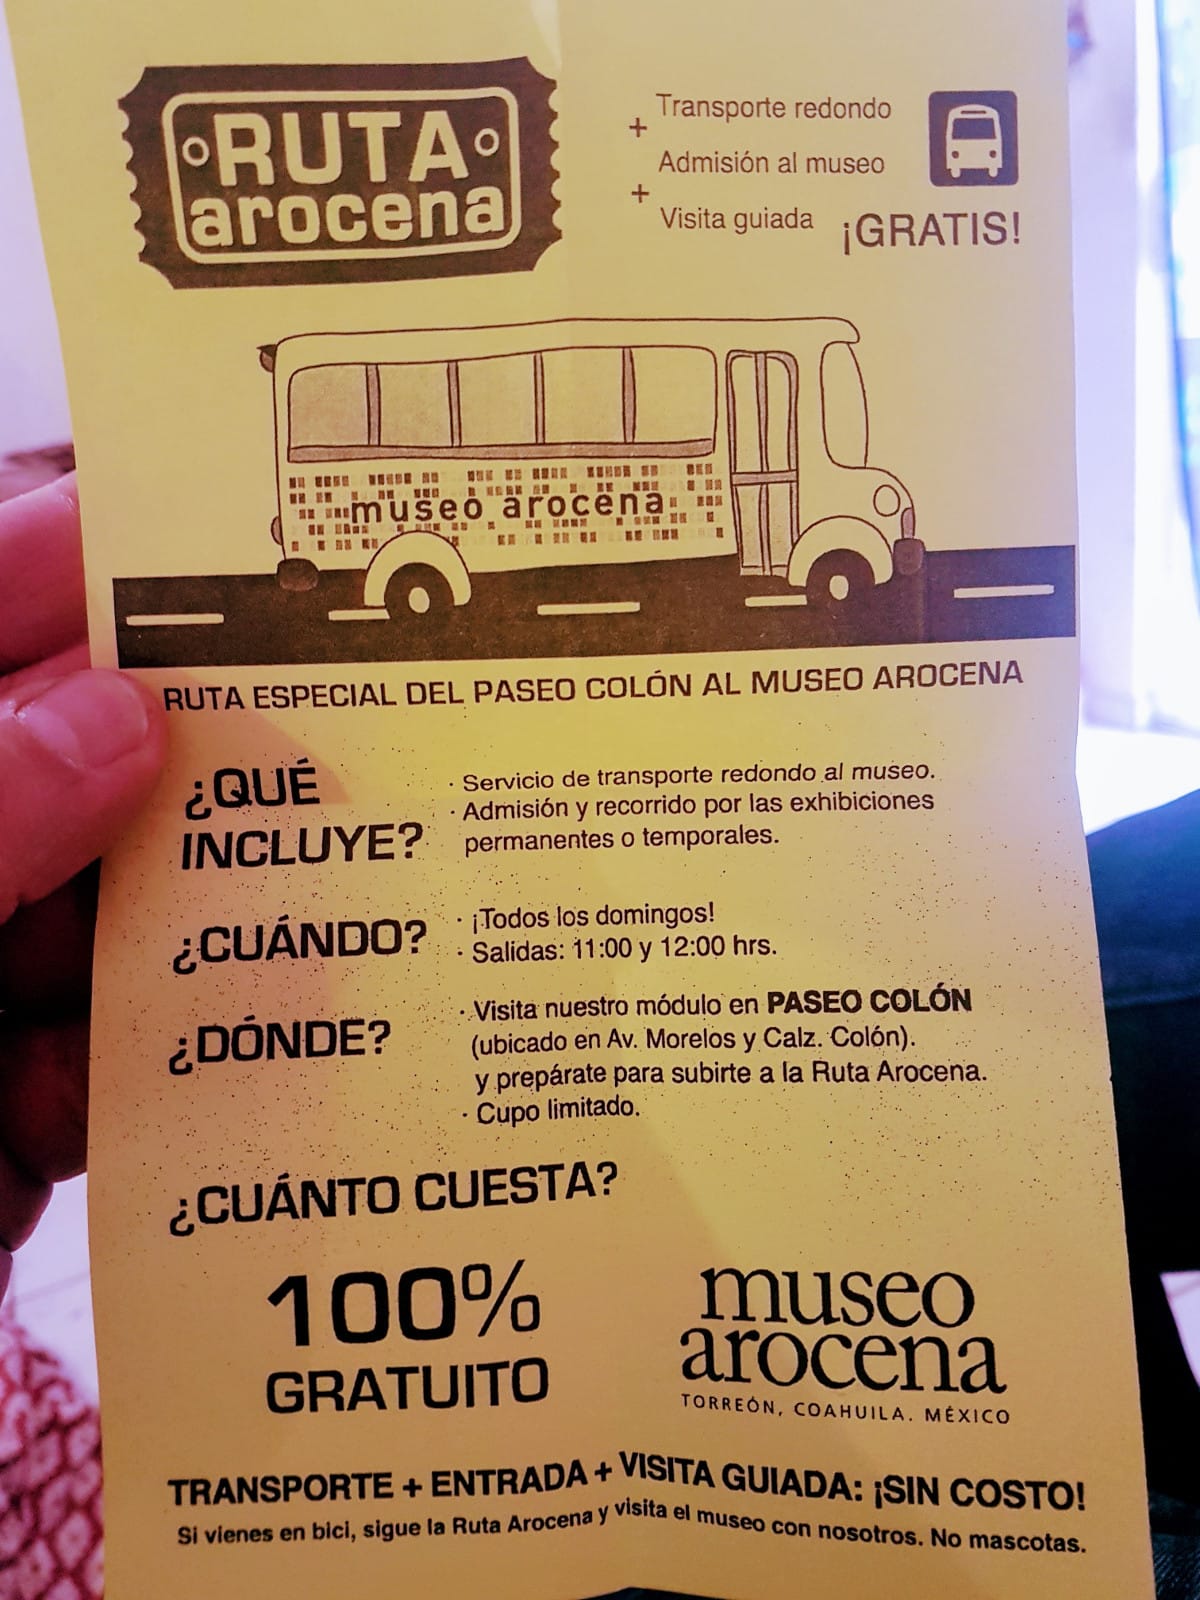 RUTA
arocena
Transporte redondo
+
Admisión al museo
+
Visita guiada
¡GRATIS!
museo arocena
RUTA ESPECIAL DEL PASEO COLÓN AL MUSEO AROCENA
¿QUÉ
INCLUYE?
· Servicio de transporte redondo al museo.
· Admisión y recorrido por las exhibiciones
permanentes o temporales.
¿CUÁNDO?
· ¡Todos los domingos!
· Salidas: 11:00 y 12:00 hrs.
¿DÓNDE?
· Visita nuestro módulo en PASEO COLÓN
(ubicado en Av. Morelos y Calz. Colón).
y prepárate para subirte a la Ruta Arocena.
· Cupo limitado.
¿CUÁNTO CUESTA?
100%
GRATUITO
museo
arocena
TORREÓN, COAHUILA. MÉXICO
TRANSPORTE + ENTRADA + VISITA GUIADA: ¡SIN COSTO!
Si vienes en bici, sigue la Ruta Arocena y visita el museo con nosotros. No mascotas.